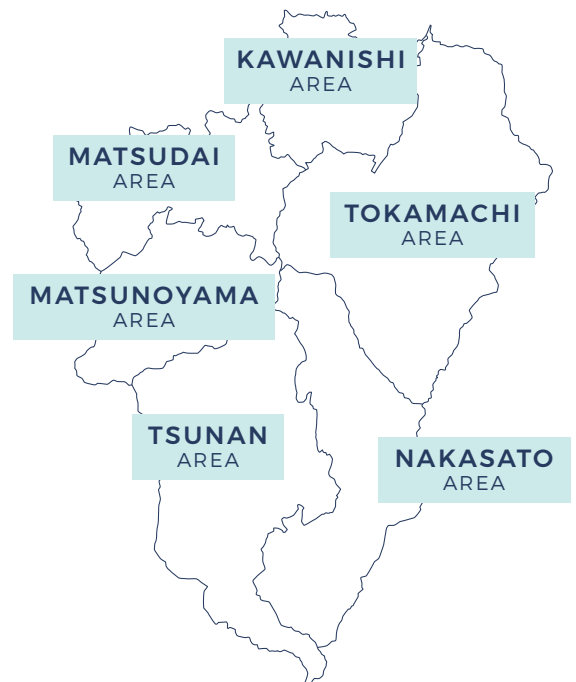 KAWANISHI
AREA
MATSUDAI
AREA
TOKAMACHI
AREA
MATSUNOYAMA
AREA
TSUNAN
AREA
NAKASATO
AREA